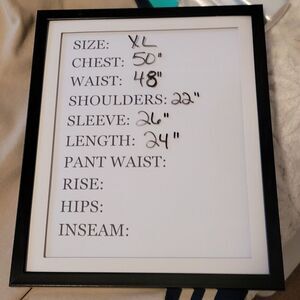 SIZE: XL
CHEST: 50"
WAIST: 48"
SHOULDERS: 22"
SLEEVE: 26"
LENGTH: 24"
PANT WAIST:
RISE:
HIPS:
INSEAM: